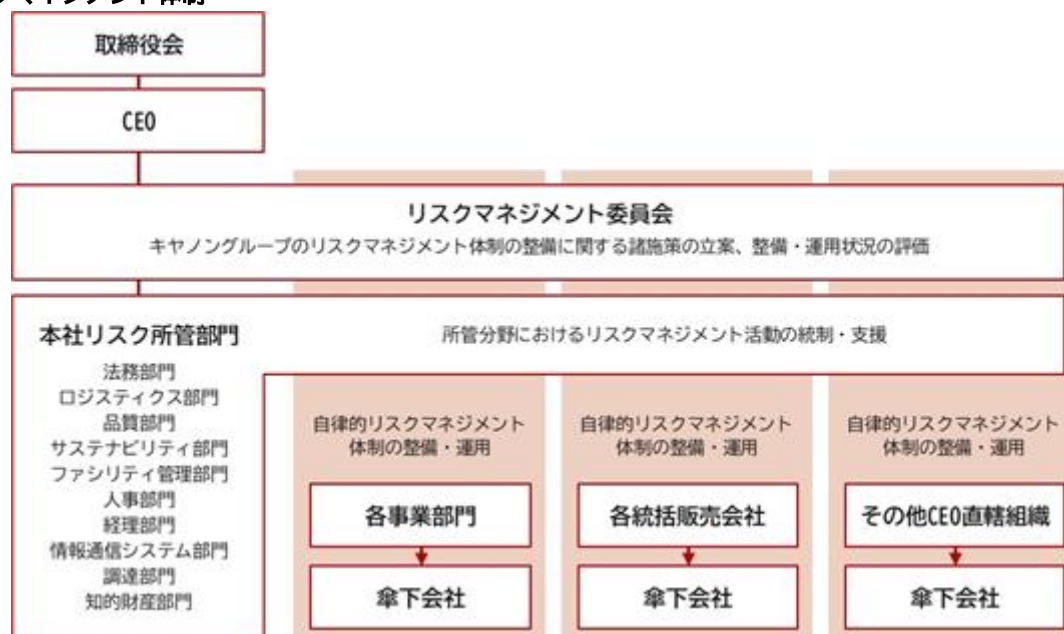 マネジメント体制
取締役会
CEO
リスクマネジメント委員会
キヤノングループのリスクマネジメント体制の整備に関する諸施策の立案、整備・運用状況の評価
本社リスク所管部門
法務部門
ロジスティクス部門
品質部門
サステナビリティ部門
ファシリティ管理部門
人事部門
経理部門
情報通信システム部門
調達部門
知的財産部門
所管分野におけるリスクマネジメント活動の統制・支援
自律的リスクマネジメント
体制の整備・運用
各事業部門
傘下会社
自律的リスクマネジメント
体制の整備・運用
各統括販売会社
傘下会社
自律的リスクマネジメント
体制の整備・運用
その他CEO直轄組織
傘下会社